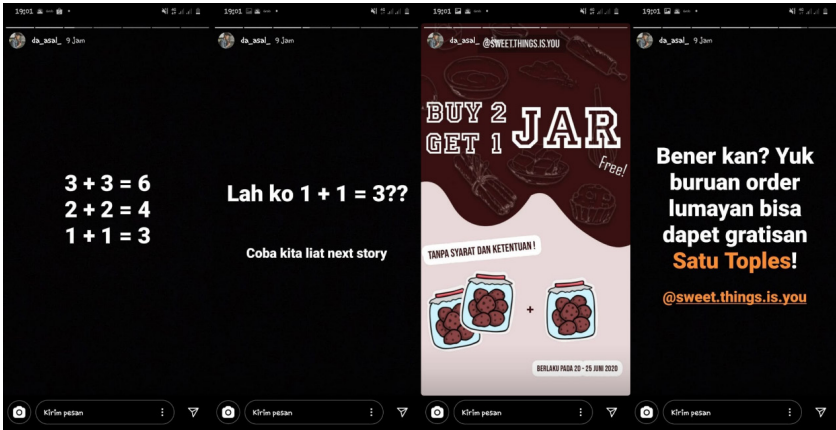 19:01
da_asal_ 9 Jam
3 + 3 = 6
2 + 2 = 4
1 + 1 = 3
Kirim pesan
19:01
da_asal_ 9 Jam
Lah ko 1 + 1 = 3??
Coba kita liat next story
Kirim pesan
19:01
da_asal_ 9 Jam
@SWEET.THINGS.IS.YOU
BUY 2
GET 1
JAR
Free!
TANPA SYARAT DAN KETENTUAN !
+
BERLAKU PADA 20 - 25 JUNI 2020
Kirim pesan
19:01
da_asal_ 9 Jam
Bener kan? Yuk
buruan order
lumayan bisa
dapet gratisan
Satu Toples!
@sweet.things.is.you
Kirim pesan